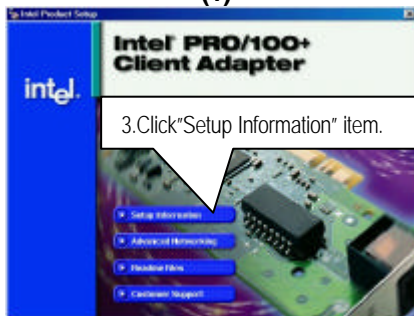 Intel Product Setup
Intel® PRO/100+
Client Adapter
intel.
3.Click"Setup Information" item.
Setup Information
Advanced Networking
Readme Files
Customer Support